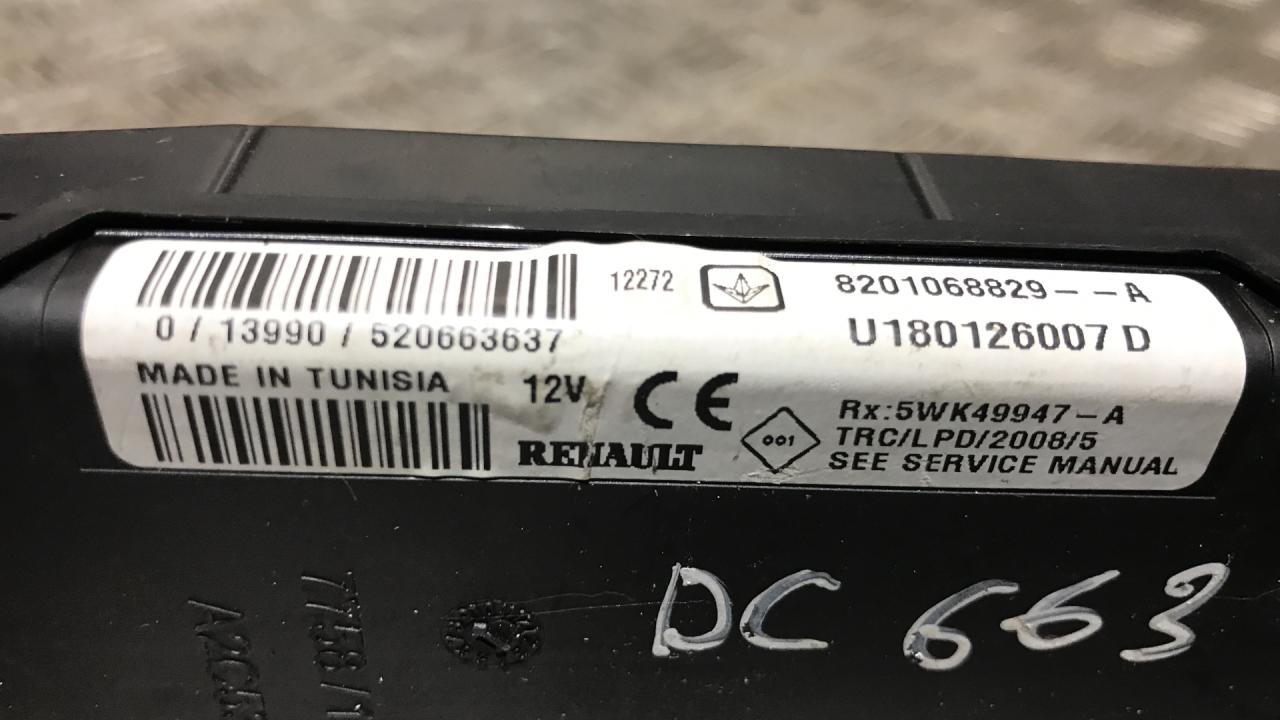 12272
8201068829--A
0 / 13990 / 520663637
U180126007 D
MADE IN TUNISIA
12V
CE
Rx:5WK49947-A
001
TRC/LPD/2008/5
RENAULT
SEE SERVICE MANUAL
DC 663